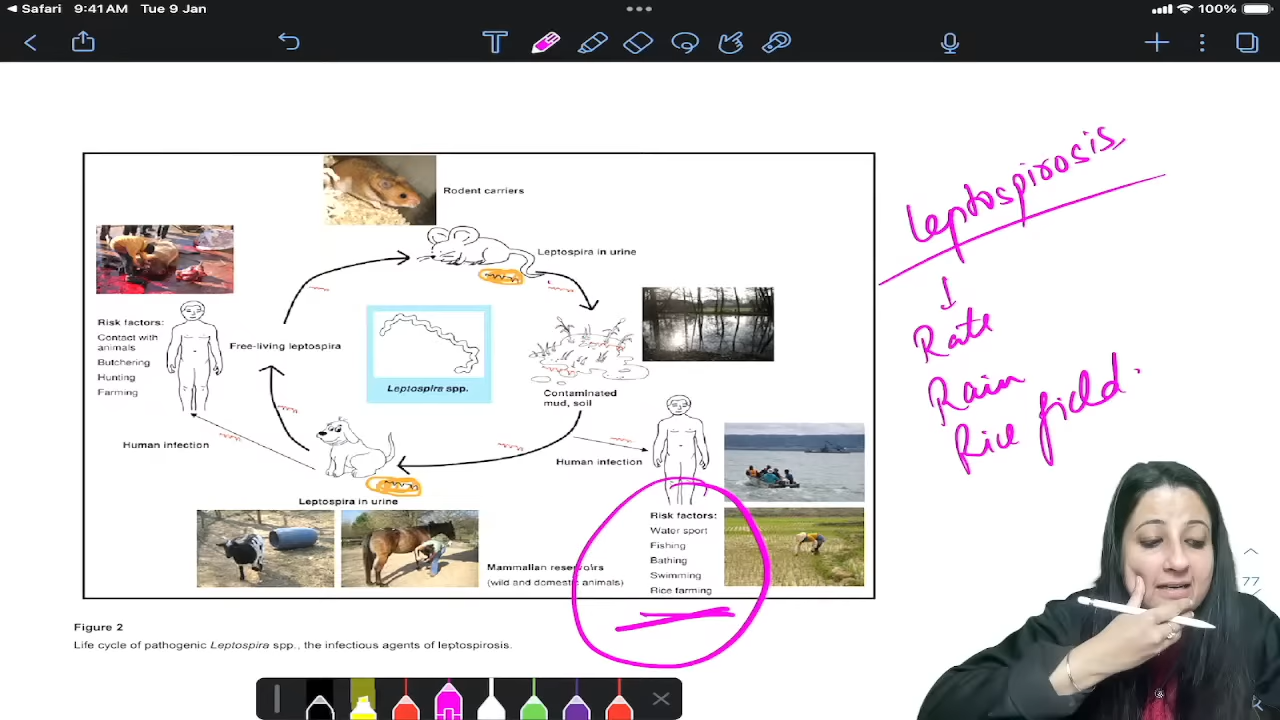 Safari 9:41 AM Tue 9 Jan
100%
Rodent carriers
Leptospira in urine
Risk factors:
Contact with
animals
Butchering
Hunting
Farming
Free-living leptospira
Leptospira spp.
Contaminated
mud, soil
Human infection
Human infection
Leptospira in urine
Mammalian reservoirs
(wild and domestic animals)
Risk factors:
Water sport
Fishing
Bathing
Swimming
Rice farming
Figure 2
Life cycle of pathogenic Leptospira spp., the infectious agents of leptospirosis.
Leptospirosis
Rats
Rain
Rice field.
77